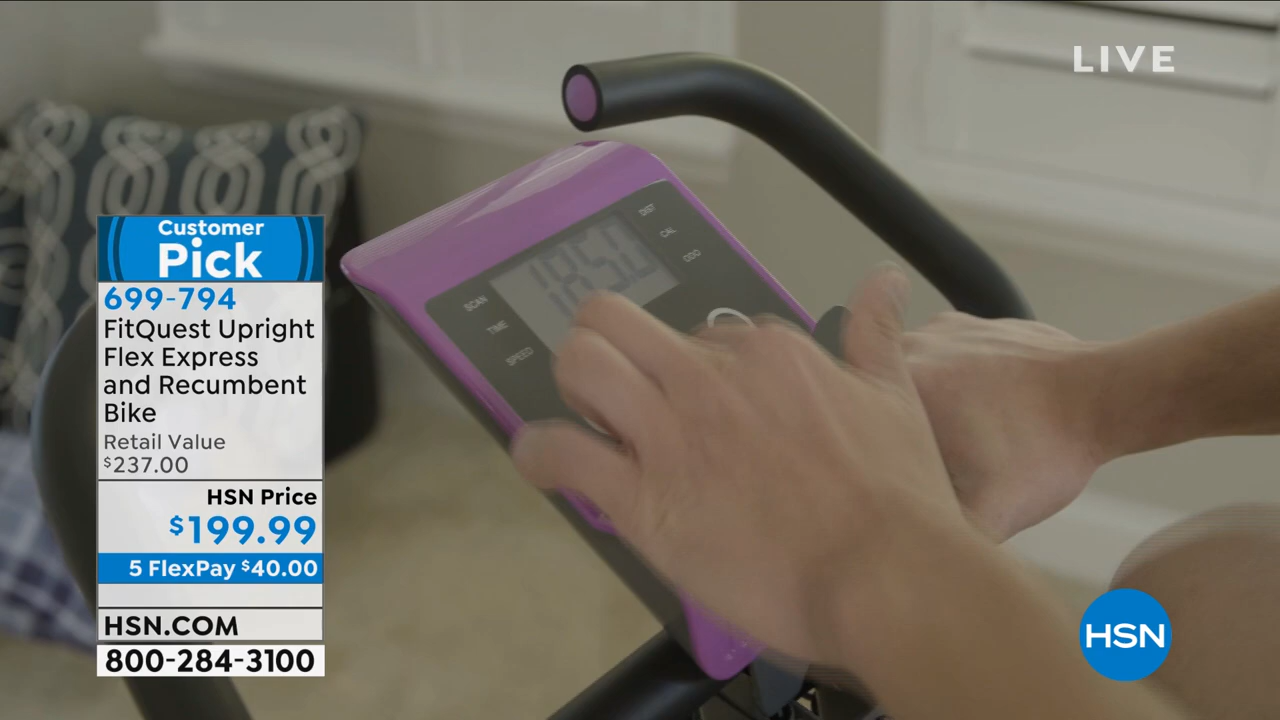 LIVE
Customer
Pick
699-794
FitQuest Upright
Flex Express
and Recumbent
Bike
Retail Value
$237.00
HSN Price
$199.99
5 FlexPay $40.00
HSN.COM
800-284-3100
DIST
CAL
ODO
SCAN
TIME
SPEED
HSN